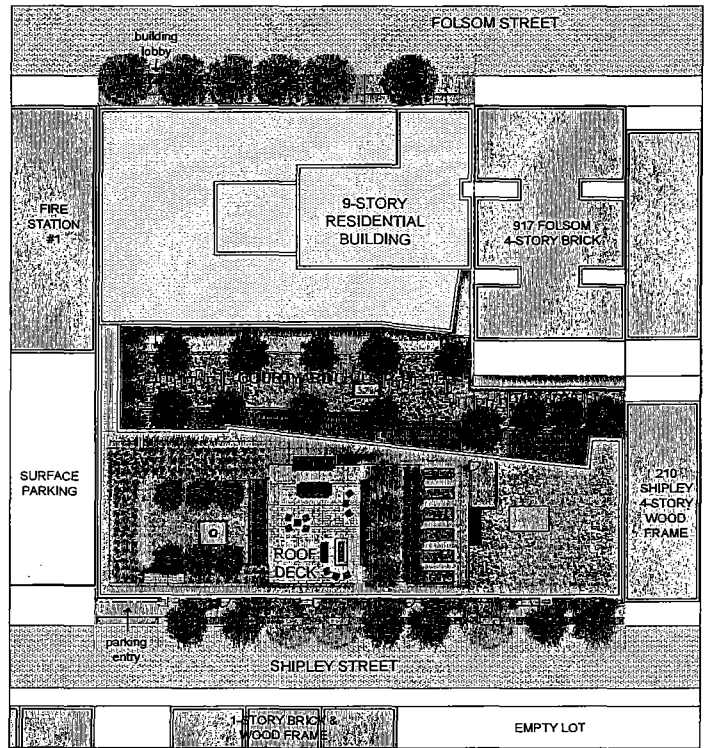 FOLSOM STREET
building
lobby
FIRE
STATION
#1
9-STORY
RESIDENTIAL
BUILDING
917 FOLSOM
4-STORY BRICK
SURFACE
PARKING
210
SHIPLEY
4-STORY
WOOD
FRAME
ROOF
DECK
parking
entry
SHIPLEY STREET
1-STORY BRICK &
WOOD FRAME
EMPTY LOT